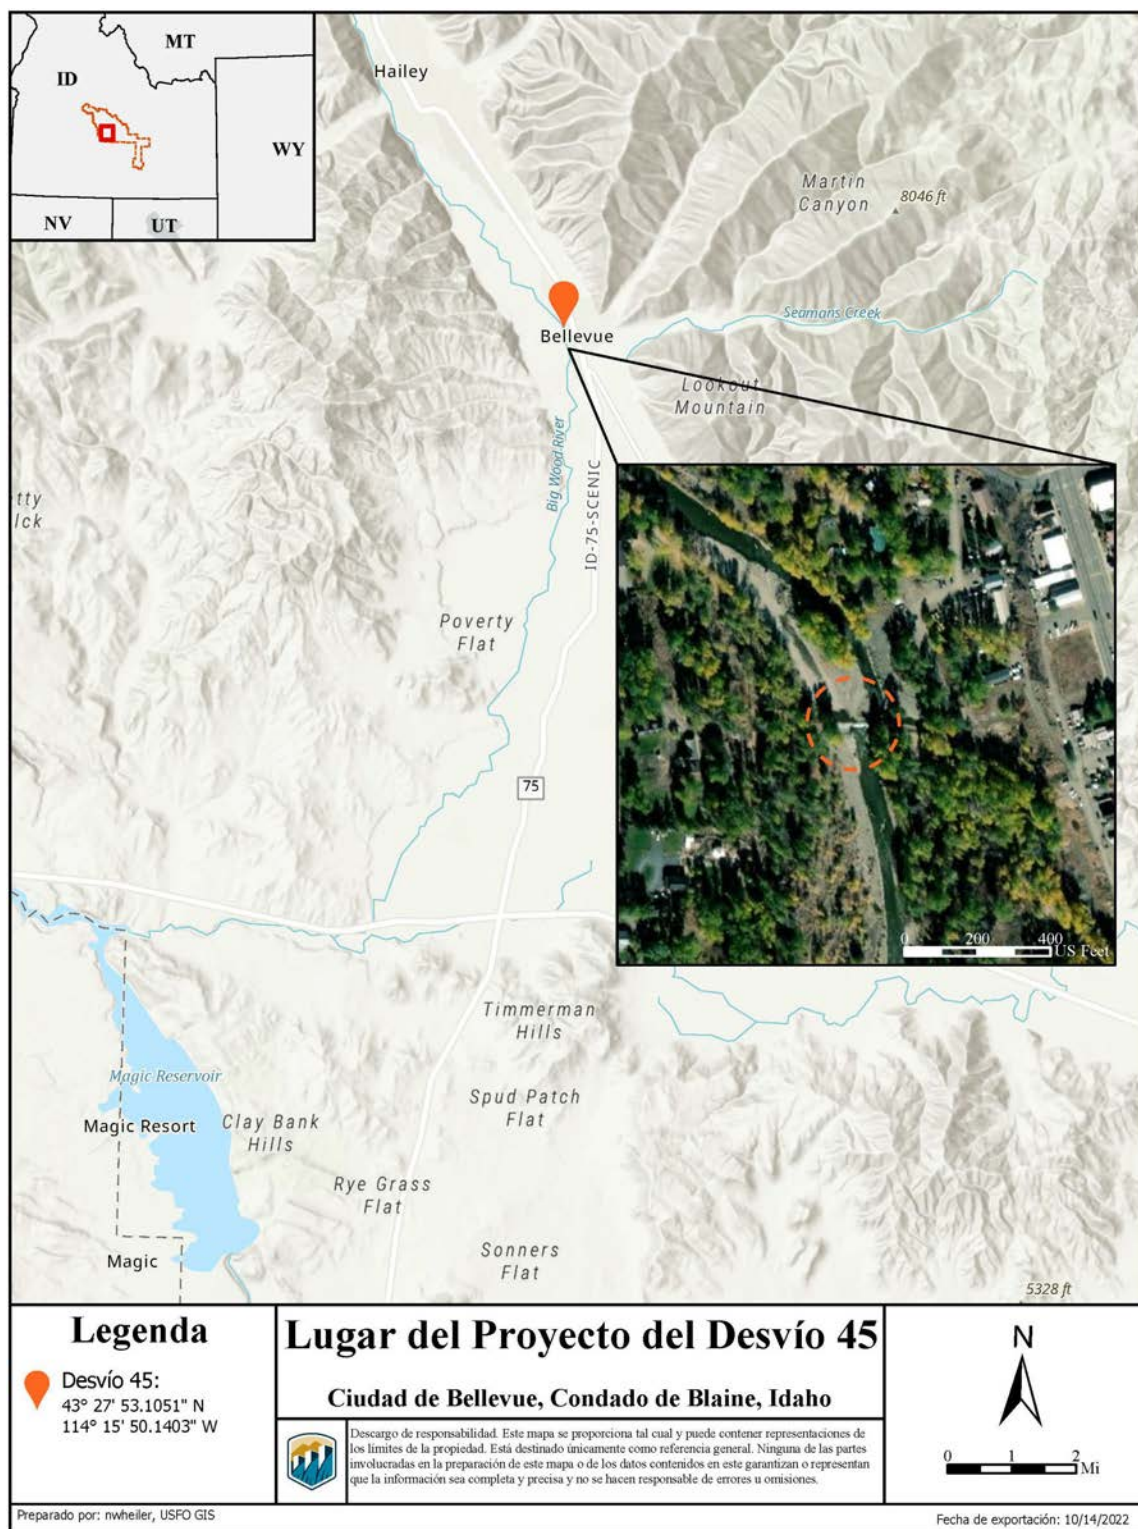 MT
ID
WY
NV
UT
Hailey
Martin
Canyon
8046 ft
Seamans Creek
Bellevue
Lookout
Mountain
Big Wood River
ID-75-SCENIC
tty
lck
Poverty
Flat
75
0 200 400
US Feet
Timmerman
Hills
Magic Reservoir
Spud Patch
Flat
Magic Resort
Clay Bank
Hills
Rye Grass
Flat
Sonners
Flat
Magic
5328 ft
Legenda
Desvío 45:
43° 27' 53.1051" N
114° 15' 50.1403" W
Lugar del Proyecto del Desvío 45
Ciudad de Bellevue, Condado de Blaine, Idaho
Descargo de responsabilidad. Este mapa se proporciona tal cual y puede contener representaciones de
los límites de la propiedad. Está destinado únicamente como referencia general. Ninguna de las partes
involucradas en la preparación de este mapa o de los datos contenidos en este garantizan o representan
que la información sea completa y precisa y no se hacen responsable de errores u omisiones.
N
0 1 2
Mi
Preparado por: nwheiler, USFO GIS
Fecha de exportación: 10/14/2022